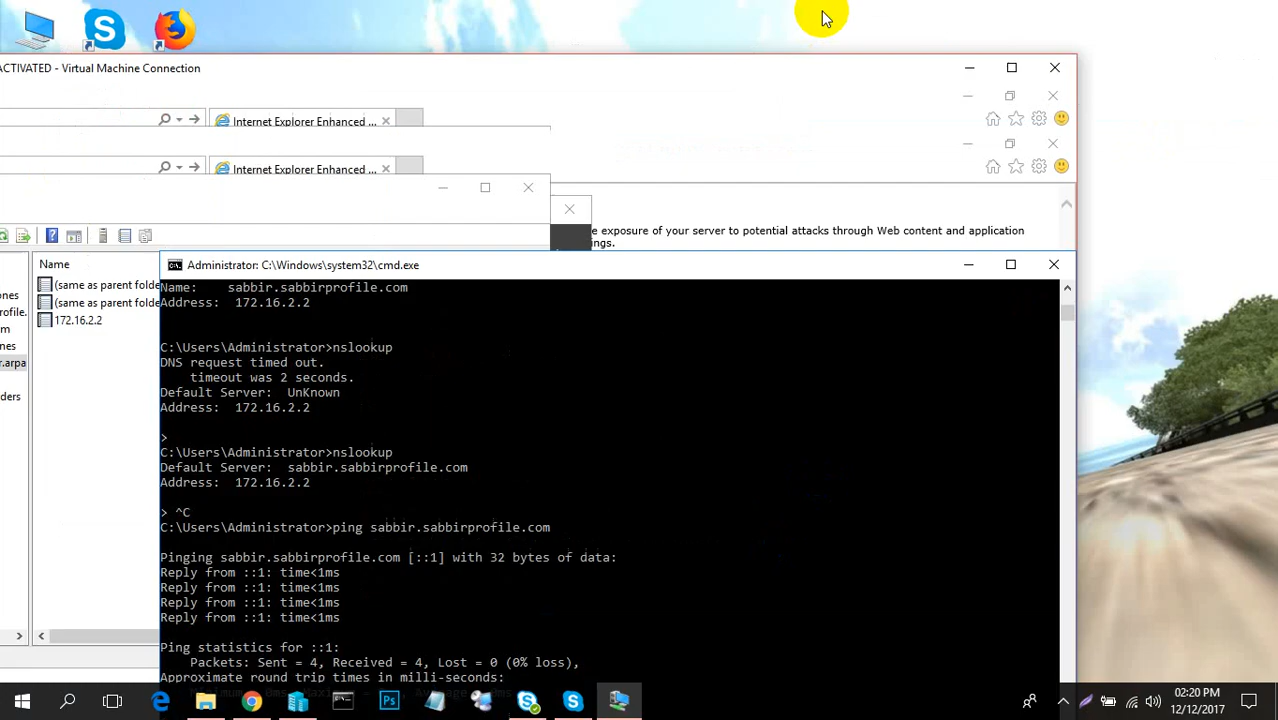 ACTIVATED - Virtual Machine Connection
Internet Explorer Enhanced ...
Internet Explorer Enhanced ...
e exposure of your server to potential attacks through Web content and application
ings.
Name
ones
(same as parent folde
profile.
(same as parent folde
m
172.16.2.2
nes
r.arpa
rders
Administrator: C:\Windows\system32\cmd.exe
Name: sabbir.sabbirprofile.com
Address: 172.16.2.2
C:\Users\Administrator>nslookup
DNS request timed out.
timeout was 2 seconds.
Default Server: UnKnown
Address: 172.16.2.2
>
C:\Users\Administrator>nslookup
Default Server: sabbir.sabbirprofile.com
Address: 172.16.2.2
> ^C
C:\Users\Administrator>ping sabbir.sabbirprofile.com
Pinging sabbir.sabbirprofile.com [::1] with 32 bytes of data:
Reply from ::1: time<1ms
Reply from ::1: time<1ms
Reply from ::1: time<1ms
Reply from ::1: time<1ms
Ping statistics for ::1:
Packets: Sent = 4, Received = 4, Lost = 0 (0% loss),
Approximate round trip times in milli-seconds:
02:20 PM
12/12/2017